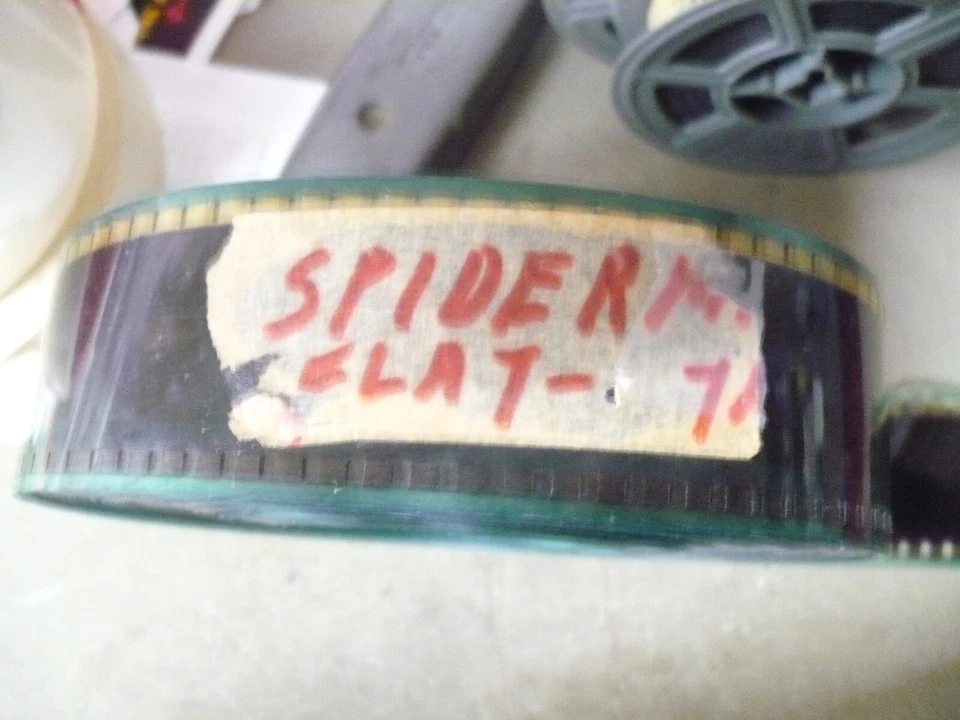 SPIDERM.
FLAT-